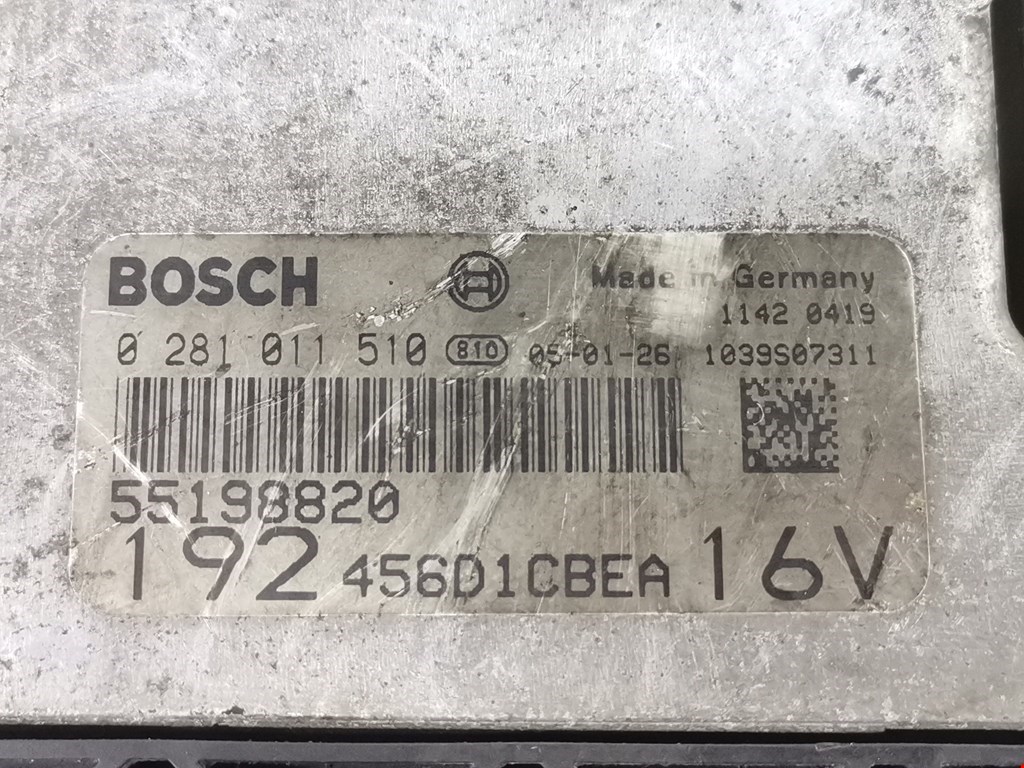 BOSCH Made in Germany
1142 0419
0 281 011 510 810 05-01-26 1039S07311
55198820
192 456D1CBEA 16V